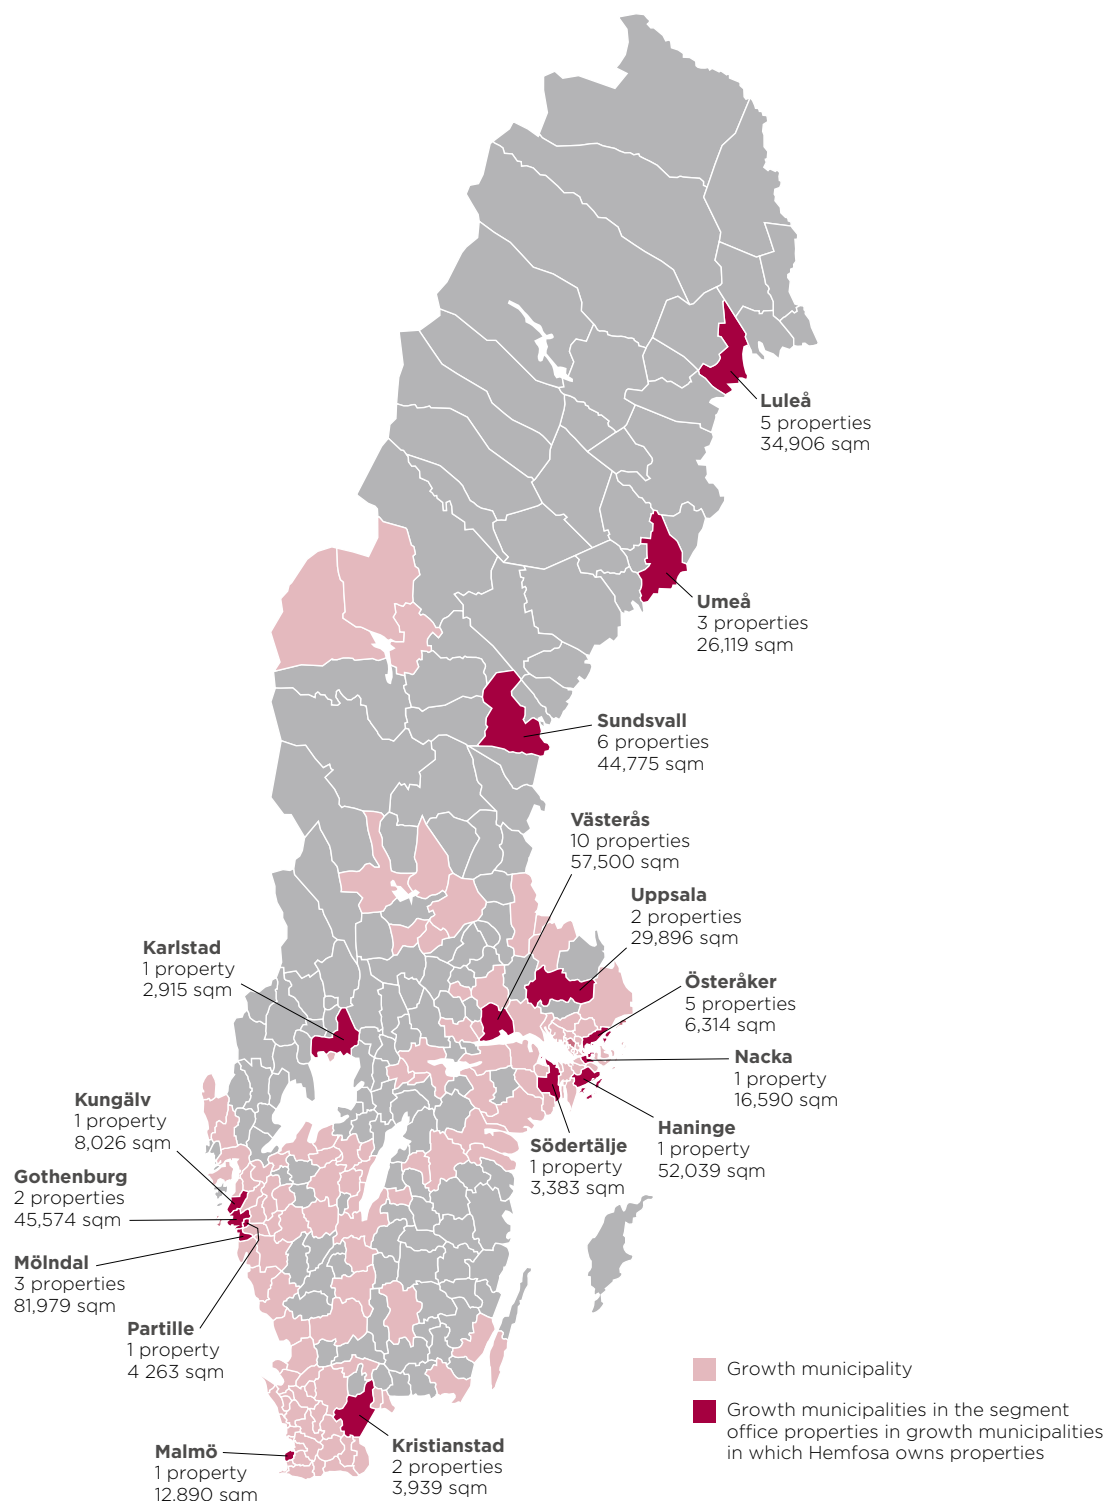 Luleå
5 properties
34,906 sqm
Umeå
3 properties
26,119 sqm
Sundsvall
6 properties
44,775 sqm
Västerås
10 properties
57,500 sqm
Uppsala
2 properties
29,896 sqm
Karlstad
1 property
2,915 sqm
Österåker
5 properties
6,314 sqm
Nacka
1 property
16,590 sqm
Haninge
1 property
52,039 sqm
Södertälje
1 property
3,383 sqm
Kungälv
1 property
8,026 sqm
Gothenburg
2 properties
45,574 sqm
Mölndal
3 properties
81,979 sqm
Partille
1 property
4 263 sqm
Malmö
1 property
12,890 sqm
Kristianstad
2 properties
3,939 sqm
Growth municipality
Growth municipalities in the segment
office properties in growth municipalities
in which Hemfosa owns properties